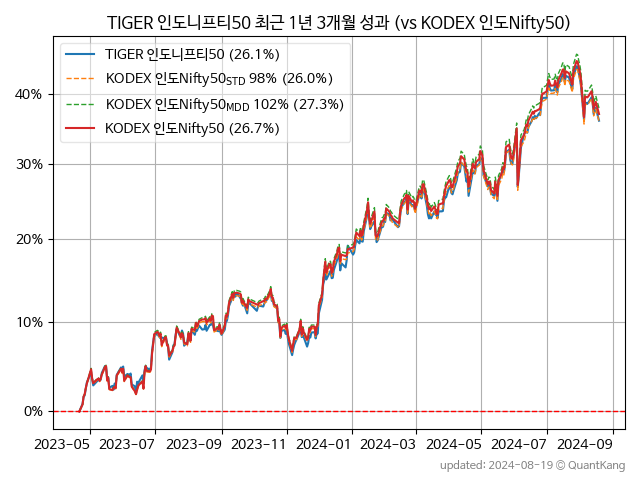 TIGER 인도니프티50 최근 1년 3개월 성과 (vs KODEX 인도Nifty50)
TIGER 인도니프티50 (26.1%)
KODEX 인도Nifty50STD 98% (26.0%)
KODEX 인도Nifty50MDD 102% (27.3%)
KODEX 인도Nifty50 (26.7%)
40%
30%
20%
10%
0%
2023-05 2023-07 2023-09 2023-11 2024-01 2024-03 2024-05 2024-07 2024-09
updated: 2024-08-19 © QuantKang